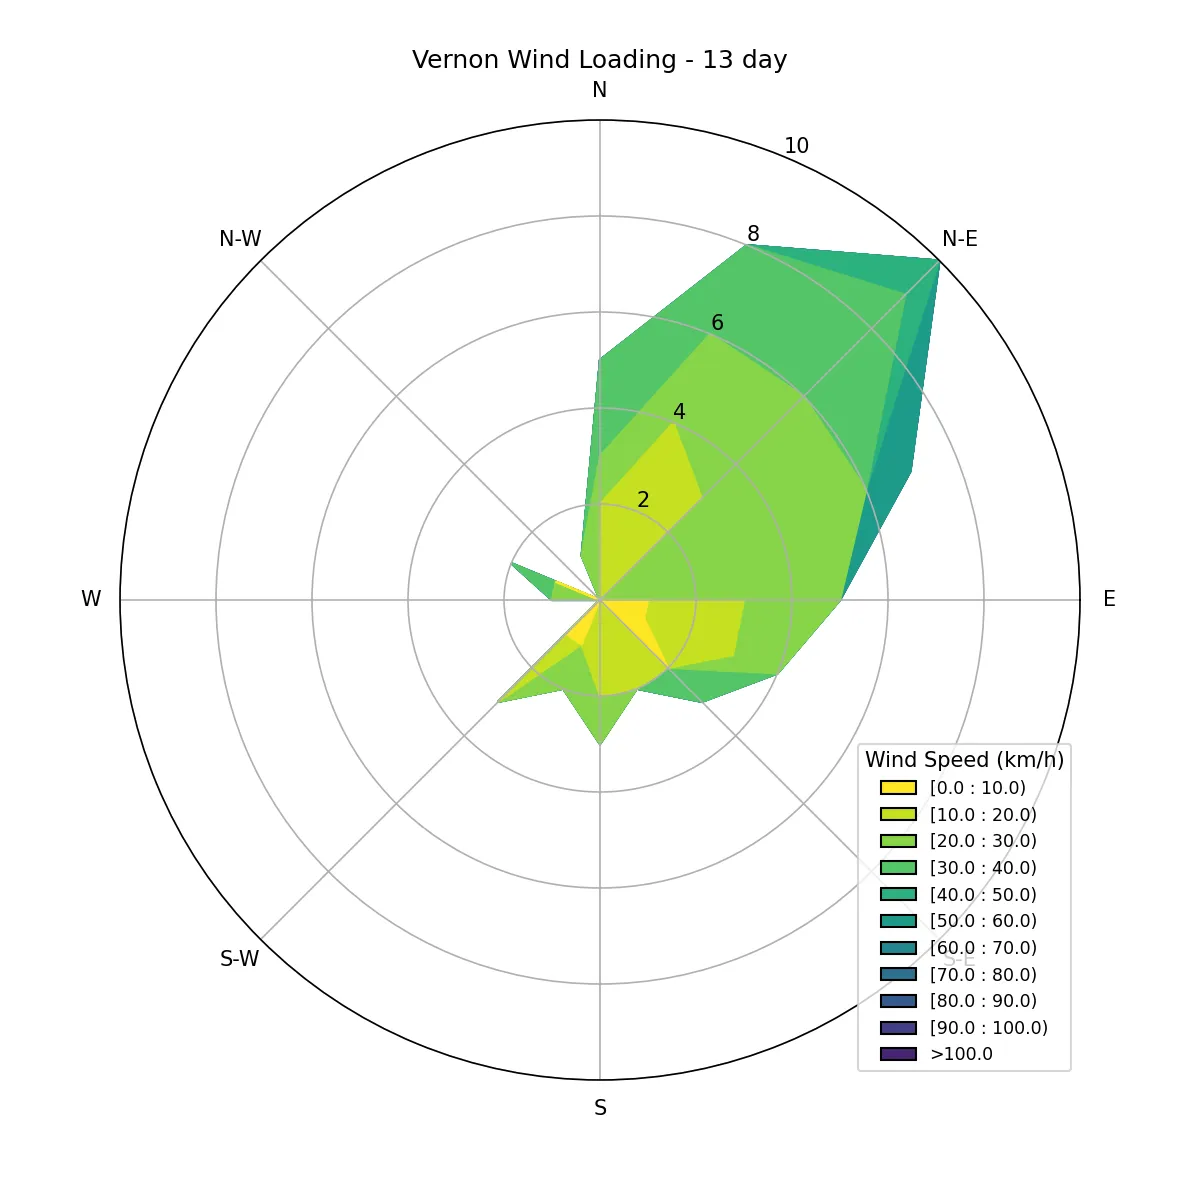 Vernon Wind Loading - 13 day
N
10
N-W
8
N-E
6
4
2
W
E
Wind Speed (km/h)
[0.0 : 10.0)
[10.0 : 20.0)
[20.0 : 30.0)
[30.0 : 40.0)
[40.0 : 50.0)
[50.0 : 60.0)
[60.0 : 70.0)
S-W
S-E
[70.0 : 80.0)
[80.0 : 90.0)
[90.0 : 100.0)
>100.0
S